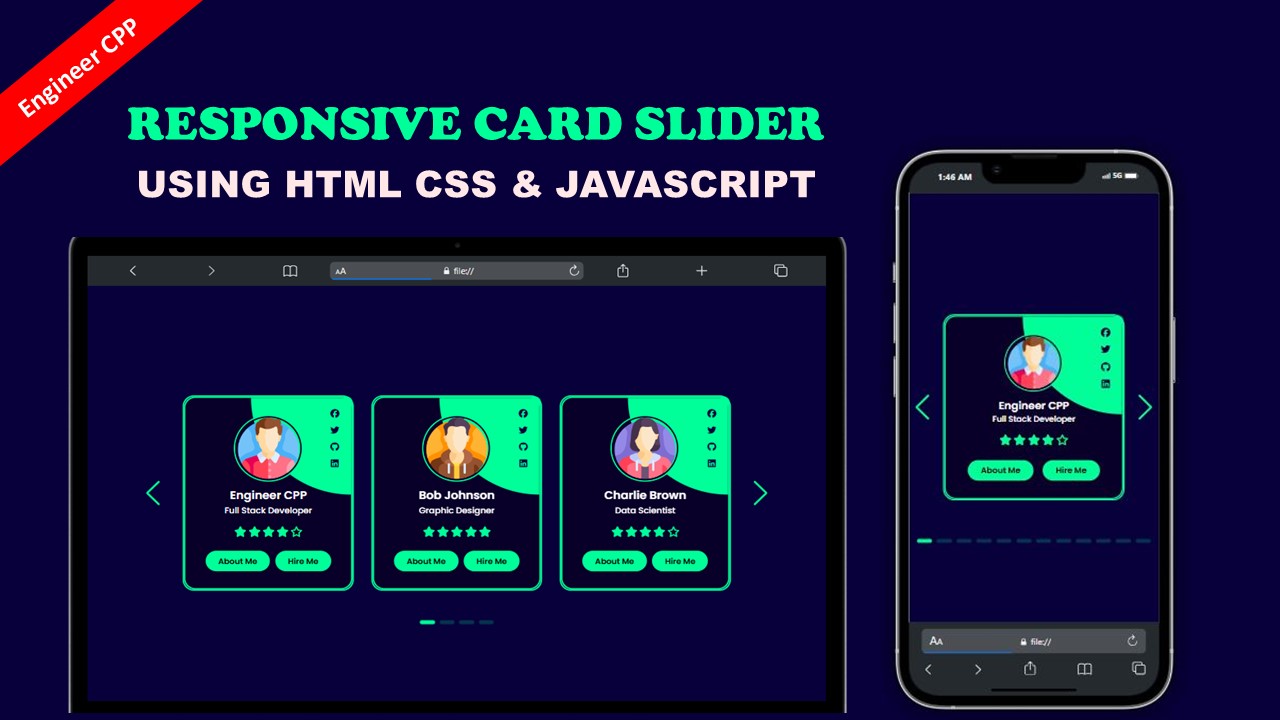 Engineer CPP
RESPONSIVE CARD SLIDER
USING HTML CSS & JAVASCRIPT
AA
file://
Engineer CPP
Full Stack Developer
About Me
Hire Me
Bob Johnson
Graphic Designer
About Me
Hire Me
Charlie Brown
Data Scientist
About Me
Hire Me
1:46 AM
5G
Engineer CPP
Full Stack Developer
About Me
Hire Me
AA
file://